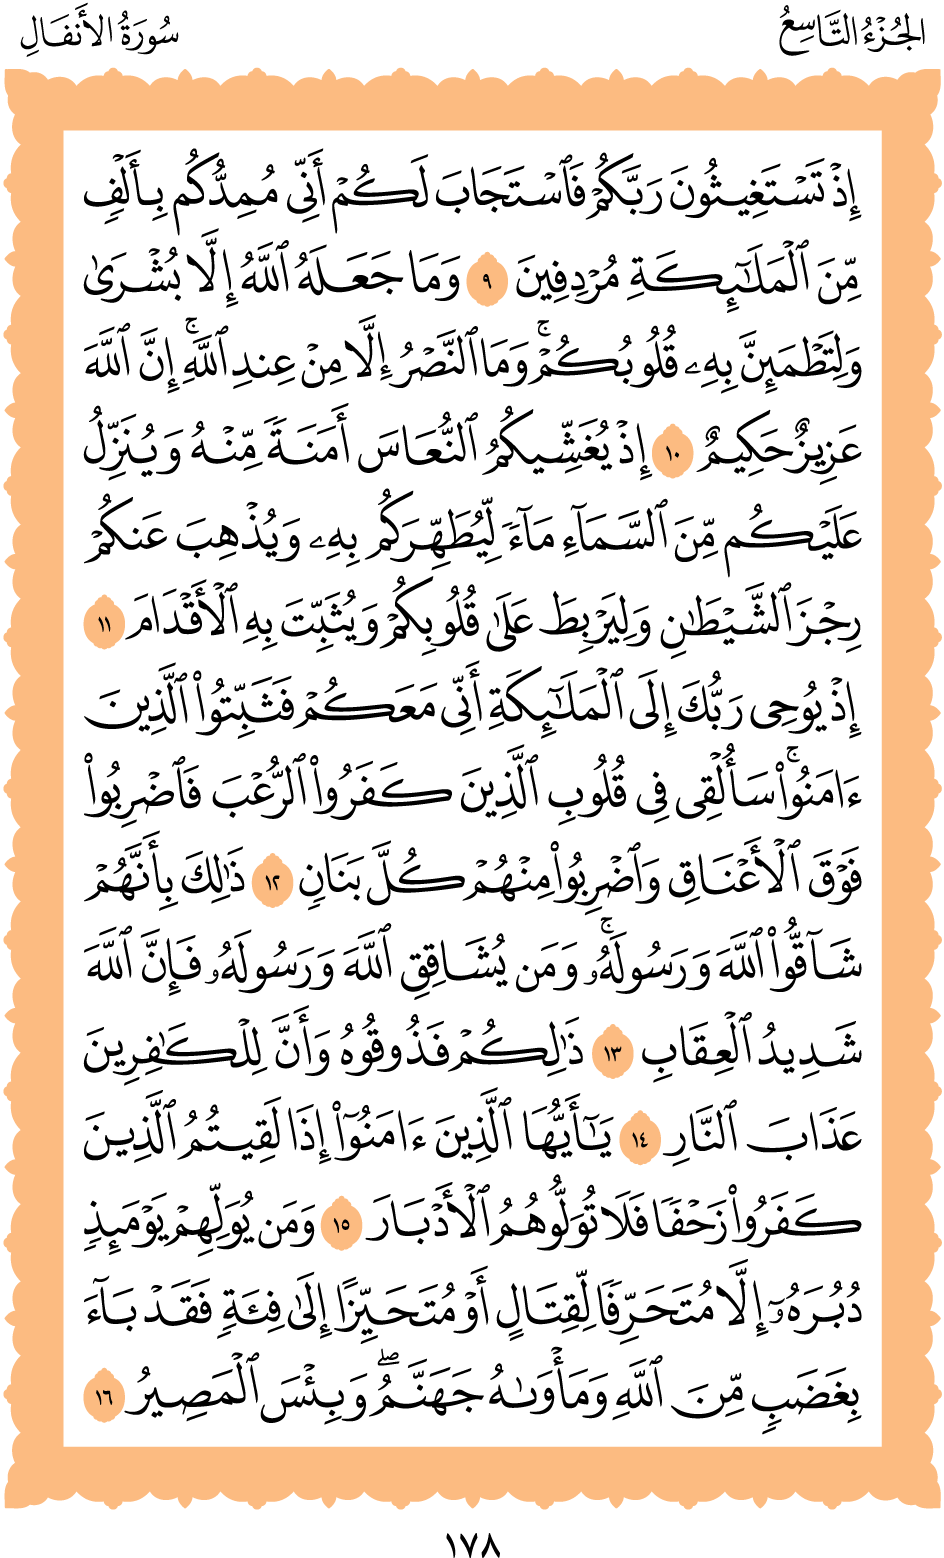 الجُزْءُ التَّاسِعُ
سُورَةُ الأَنفَالِ
إِذْ تَسْتَغِيثُونَ رَبَّكُمْ فَٱسْتَجَابَ لَكُمْ أَنِّى مُمِدُّكُم بِأَلْفٍ
مِّنَ ٱلْمَلَـٰٓئِكَةِ مُرْدِفِينَ ٩ وَمَا جَعَلَهُ ٱللَّهُ إِلَّا بُشْرَىٰ
وَلِتَطْمَئِنَّ بِهِۦ قُلُوبُكُمْ ۚ وَمَا ٱلنَّصْرُ إِلَّا مِنْ عِندِ ٱللَّهِ ۚ إِنَّ ٱللَّهَ
عَزِيزٌ حَكِيمٌ ١٠ إِذْ يُغَشِّيكُمُ ٱلنُّعَاسَ أَمَنَةً مِّنْهُ وَيُنَزِّلُ
عَلَيْكُم مِّنَ ٱلسَّمَآءِ مَآءً لِّيُطَهِّرَكُم بِهِۦ وَيُذْهِبَ عَنكُمْ
رِجْزَ ٱلشَّيْطَـٰنِ وَلِيَرْبِطَ عَلَىٰ قُلُوبِكُمْ وَيُثَبِّتَ بِهِ ٱلْأَقْدَامَ ١١
إِذْ يُوحِى رَبُّكَ إِلَى ٱلْمَلَـٰٓئِكَةِ أَنِّى مَعَكُمْ فَثَبِّتُوا۟ ٱلَّذِينَ
ءَامَنُوا۟ ۚ سَأُلْقِى فِى قُلُوبِ ٱلَّذِينَ كَفَرُوا۟ ٱلرُّعْبَ فَٱضْرِبُوا۟
فَوْقَ ٱلْأَعْنَاقِ وَٱضْرِبُوا۟ مِنْهُمْ كُلَّ بَنَانٍ ١٢ ذَٰلِكَ بِأَنَّهُمْ
شَآقُّوا۟ ٱللَّهَ وَرَسُولَهُۥ ۚ وَمَن يُشَاقِقِ ٱللَّهَ وَرَسُولَهُۥ فَإِنَّ ٱللَّهَ
شَدِيدُ ٱلْعِقَابِ ١٣ ذَٰلِكُمْ فَذُوقُوهُ وَأَنَّ لِلْكَـٰفِرِينَ
عَذَابَ ٱلنَّارِ ١٤ يَـٰٓأَيُّهَا ٱلَّذِينَ ءَامَنُوٓا۟ إِذَا لَقِيتُمُ ٱلَّذِينَ
كَفَرُوا۟ زَحْفًا فَلَا تُوَلُّوهُمُ ٱلْأَدْبَارَ ١٥ وَمَن يُوَلِّهِمْ يَوْمَئِذٍ
دُبُرَهُۥٓ إِلَّا مُتَحَرِّفًا لِّقِتَالٍ أَوْ مُتَحَيِّزًا إِلَىٰ فِئَةٍ فَقَدْ بَآءَ
بِغَضَبٍ مِّنَ ٱللَّهِ وَمَأْوَىٰهُ جَهَنَّمُ ۖ وَبِئْسَ ٱلْمَصِيرُ ١٦
١٧٨